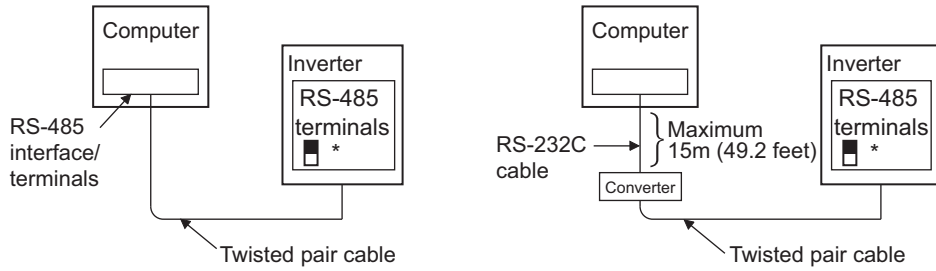 Computer
RS-485
interface/
terminals
Inverter
RS-485
terminals
*
Twisted pair cable
Computer
RS-232C
cable
Maximum
15m (49.2 feet)
Converter
Inverter
RS-485
terminals
*
Twisted pair cable